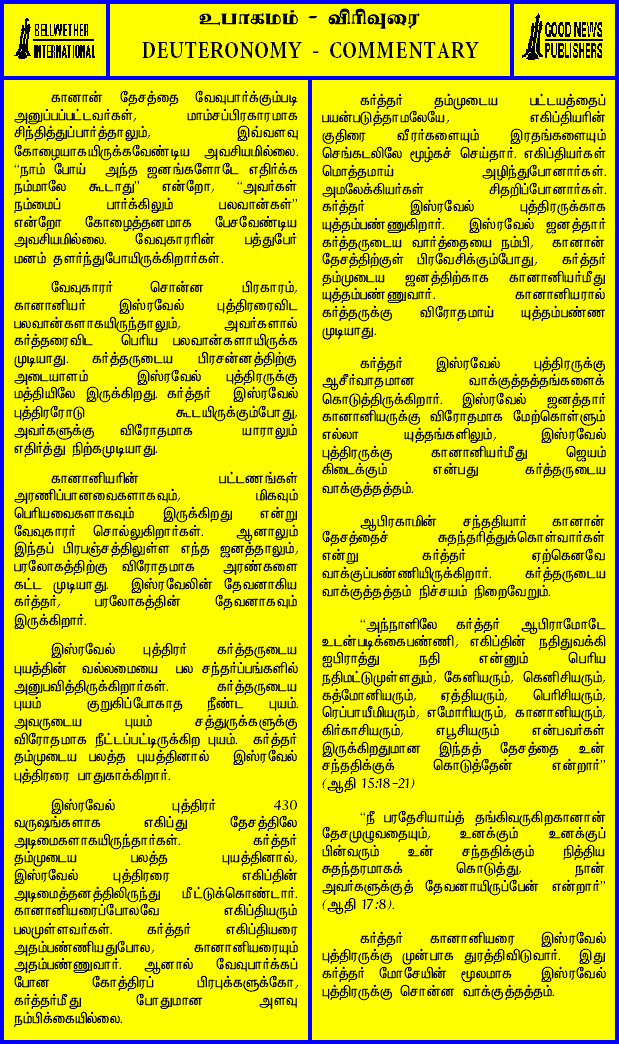 BELLWETHER
INTERNATIONAL
உபாகமம் - விரிவுரை
DEUTERONOMY - COMMENTARY
GOOD NEWS
PUBLISHERS
கானான் தேசத்தை வேவுபார்க்கும்படி
அனுப்பப்பட்டவர்கள், மாம்சப்பிரகாரமாக
சிந்தித்துப்பார்த்தாலும், இவ்வளவு
கோழையாகயிருக்கவேண்டிய அவசியமில்லை.
“நாம் போய் அந்த ஜனங்களோடே எதிர்க்க
நம்மாலே கூடாது” என்றோ, “அவர்கள்
நம்மைப் பார்க்கிலும் பலவான்கள்”
என்றோ கோழைத்தனமாக பேசவேண்டிய
அவசியமில்லை. வேவுகாரரின் பத்துபேர்
மனம் தளர்ந்துபோயிருக்கிறார்கள்.
வேவுகாரர் சொன்ன பிரகாரம்,
கானானியர் இஸ்ரவேல் புத்திரரைவிட
பலவான்களாகயிருந்தாலும், அவர்களால்
கர்த்தரைவிட பெரிய பலவான்களாயிருக்க
முடியாது. கர்த்தருடைய பிரசன்னத்திற்கு
அடையாளம் இஸ்ரவேல் புத்திரருக்கு
மத்தியிலே இருக்கிறது. கர்த்தர் இஸ்ரவேல்
புத்திரரோடு கூடயிருக்கும்போது,
அவர்களுக்கு விரோதமாக யாராலும்
எதிர்த்து நிற்கமுடியாது.
கானானியரின் பட்டணங்கள்
அரணிப்பானவைகளாகவும், மிகவும்
பெரியவைகளாகவும் இருக்கிறது என்று
வேவுகாரர் சொல்லுகிறார்கள். ஆனாலும்
இந்தப் பிரபஞ்சத்திலுள்ள எந்த ஜனத்தாலும்,
பரலோகத்திற்கு விரோதமாக அரண்களை
கட்ட முடியாது. இஸ்ரவேலின் தேவனாகிய
கர்த்தர், பரலோகத்தின் தேவனாகவும்
இருக்கிறார்.
இஸ்ரவேல் புத்திரர் கர்த்தருடைய
புயத்தின் வல்லமையை பல சந்தர்ப்பங்களில்
அனுபவித்திருக்கிறார்கள். கர்த்தருடைய
புயம் குறுகிப்போகாத நீண்ட புயம்.
அவருடைய புயம் சத்துருக்களுக்கு
விரோதமாக நீட்டப்பட்டிருக்கிற புயம். கர்த்தர்
தம்முடைய பலத்த புயத்தினால் இஸ்ரவேல்
புத்திரரை பாதுகாக்கிறார்.
இஸ்ரவேல் புத்திரர் 430
வருஷங்களாக எகிப்து தேசத்திலே
அடிமைகளாகயிருந்தார்கள். கர்த்தர்
தம்முடைய பலத்த புயத்தினால்,
இஸ்ரவேல் புத்திரரை எகிப்தின்
அடிமைத்தனத்திலிருந்து மீட்டுக்கொண்டார்.
கானானியரைப்போலவே எகிப்தியரும்
பலமுள்ளவர்கள். கர்த்தர் எகிப்தியரை
அதம்பண்ணியதுபோல, கானானியரையும்
அதம்பண்ணுவார். ஆனால் வேவுபார்க்கப்
போன கோத்திரப் பிரபுக்களுக்கோ,
கர்த்தர்மீது போதுமான அளவு
நம்பிக்கையில்லை.
கர்த்தர் தம்முடைய பட்டயத்தைப்
பயன்படுத்தாமலேயே, எகிப்தியரின்
குதிரை வீரர்களையும் இரதங்களையும்
செங்கடலிலே மூழ்கச் செய்தார். எகிப்தியர்கள்
மொத்தமாய் அழிந்துபோனார்கள்.
அமலேக்கியர்கள் சிதறிப்போனார்கள்.
கர்த்தர் இஸ்ரவேல் புத்திரருக்காக
யுத்தம்பண்ணுகிறார். இஸ்ரவேல் ஜனத்தார்
கர்த்தருடைய வார்த்தையை நம்பி, கானான்
தேசத்திற்குள் பிரவேசிக்கும்போது, கர்த்தர்
தம்முடைய ஜனத்திற்காக கானானியர்மீது
யுத்தம்பண்ணுவார். கானானியரால்
கர்த்தருக்கு விரோதமாய் யுத்தம்பண்ண
முடியாது.
கர்த்தர் இஸ்ரவேல் புத்திரருக்கு
ஆசீர்வாதமான வாக்குத்தத்தங்களைக்
கொடுத்திருக்கிறார். இஸ்ரவேல் ஜனத்தார்
கானானியருக்கு விரோதமாக மேற்கொள்ளும்
எல்லா யுத்தங்களிலும், இஸ்ரவேல்
புத்திரருக்கு கானானியர்மீது ஜெயம்
கிடைக்கும் என்பது கர்த்தருடைய
வாக்குத்தத்தம்.
ஆபிரகாமின் சந்ததியார் கானான்
தேசத்தைச் சுதந்தரித்துக்கொள்வார்கள்
என்று கர்த்தர் ஏற்கெனவே
வாக்குப்பண்ணியிருக்கிறார். கர்த்தருடைய
வாக்குத்தத்தம் நிச்சயம் நிறைவேறும்.
“அந்நாளிலே கர்த்தர் ஆபிராமோடே
உடன்படிக்கைபண்ணி, எகிப்தின் நதிதுவக்கி
ஐபிராத்து நதி என்னும் பெரிய
நதிமட்டுமுள்ளதும், கேனியரும், கெனிசியரும்,
கத்மோனியரும், ஏத்தியரும், பெரிசியரும்,
ரெப்பாயீமியரும், எமோரியரும், கானானியரும்,
கிர்காசியரும், எபூசியரும் என்பவர்கள்
இருக்கிறதுமான இந்தத் தேசத்தை உன்
சந்ததிக்குக் கொடுத்தேன் என்றார்”
(ஆதி 15:18-21)
“நீ பரதேசியாய்த் தங்கிவருகிறகானான்
தேசமுழுவதையும், உனக்கும் உனக்குப்
பின்வரும் உன் சந்ததிக்கும் நித்திய
சுதந்தரமாகக் கொடுத்து, நான்
அவர்களுக்குத் தேவனாயிருப்பேன் என்றார்”
(ஆதி 17:8).
கர்த்தர் கானானியரை இஸ்ரவேல்
புத்திரருக்கு முன்பாக துரத்திவிடுவார். இது
கர்த்தர் மோசேயின் மூலமாக இஸ்ரவேல்
புத்திரருக்கு சொன்ன வாக்குத்தத்தம்.